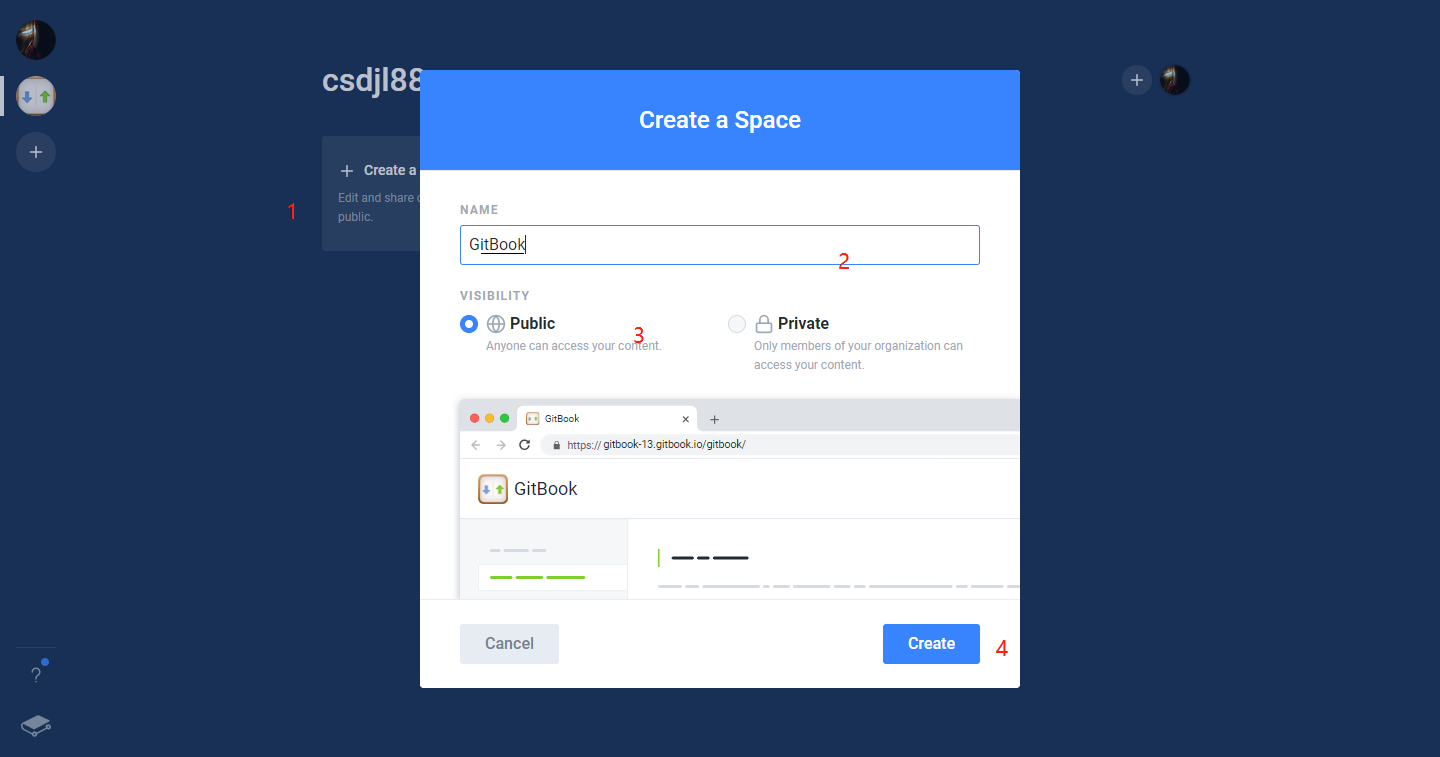 csdjl88
Create a Space
+ Create a
Edit and share
public.
1
NAME
GitBook
2
VISIBILITY
Public
Anyone can access your content.
3
Private
Only members of your organization can
access your content.
GitBook
https:// gitbook-13.gitbook.io/gitbook/
GitBook
Cancel
Create
4
?